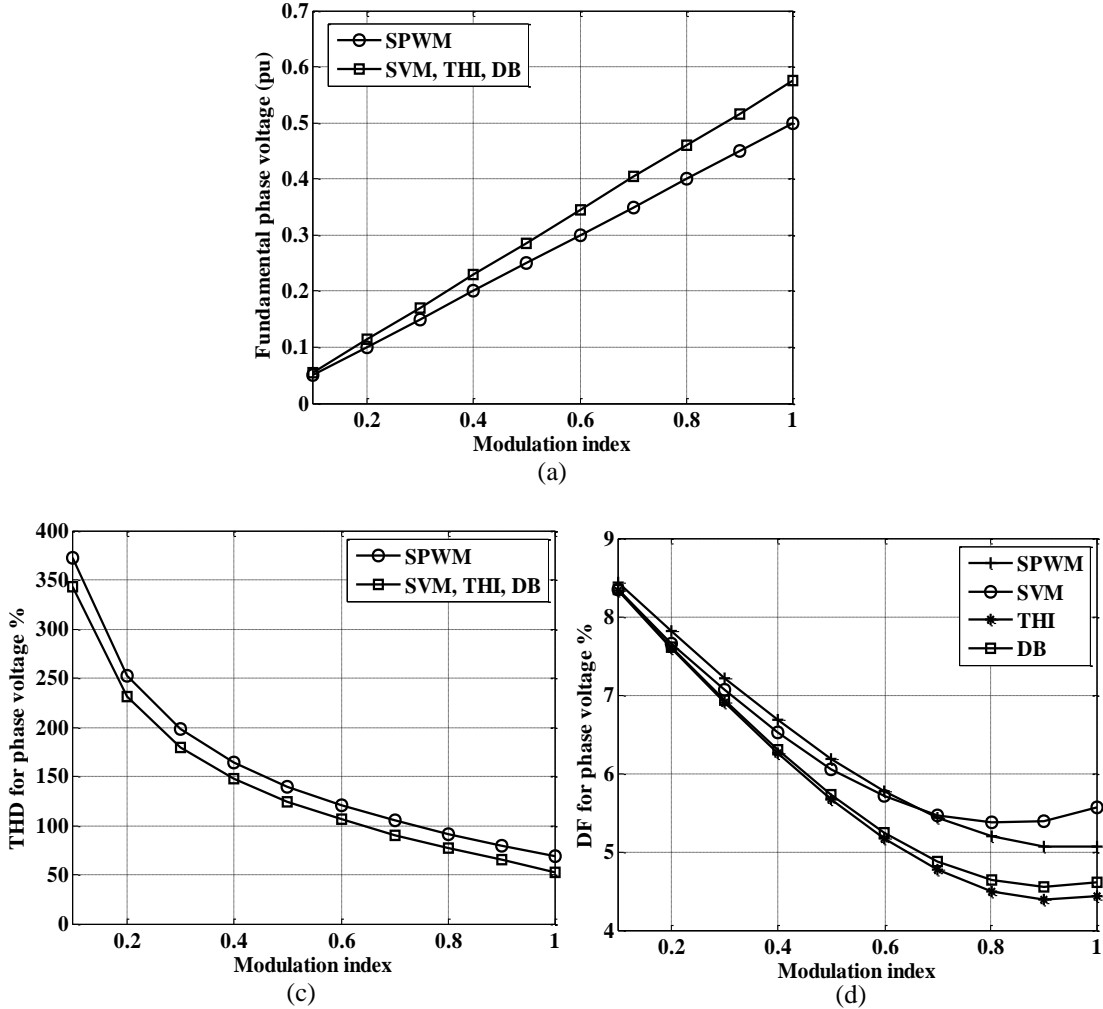 Fundamental phase voltage (pu)
0.7
0.6
0.5
0.4
0.3
0.2
0.1
0
SPWM
SVM, THI, DB
0.2 0.4 0.6 0.8 1
Modulation index
(a)
THD for phase voltage %
400
350
300
250
200
150
100
50
0
SPWM
SVM, THI, DB
0.2 0.4 0.6 0.8 1
Modulation index
(c)
DF for phase voltage %
9
8
7
6
5
4
SPWM
SVM
THI
DB
0.2 0.4 0.6 0.8 1
Modulation index
(d)